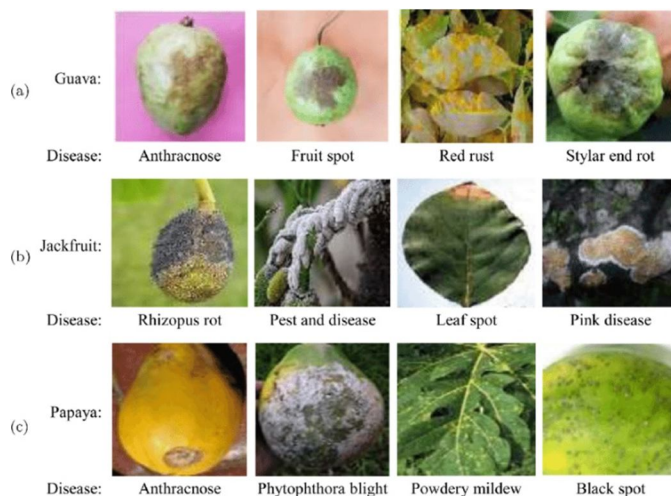 (a) Guava:
Disease: Anthracnose Fruit spot Red rust Stylar end rot
(b) Jackfruit:
Disease: Rhizopus rot Pest and disease Leaf spot Pink disease
(c) Papaya:
Disease: Anthracnose Phytophthora blight Powdery mildew Black spot